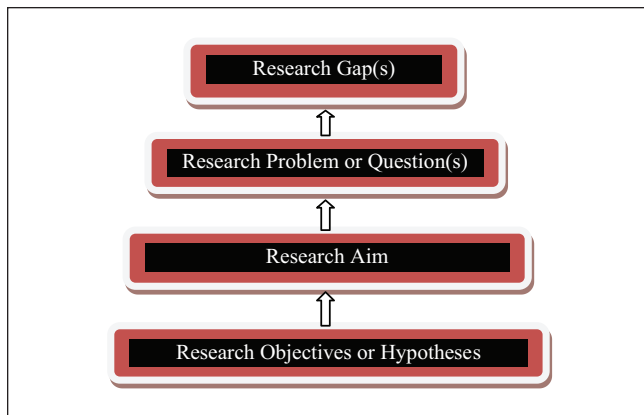 Research Gap(s)
Research Problem or Question(s)
Research Aim
Research Objectives or Hypotheses